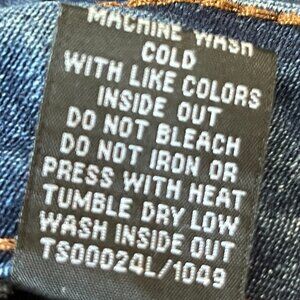 MACHINE WASH
COLD
WITH LIKE COLORS
INSIDE OUT
DO NOT BLEACH
DO NOT IRON OR
PRESS WITH HEAT
TUMBLE DRY LOW
WASH INSIDE OUT
TS00024L/1049